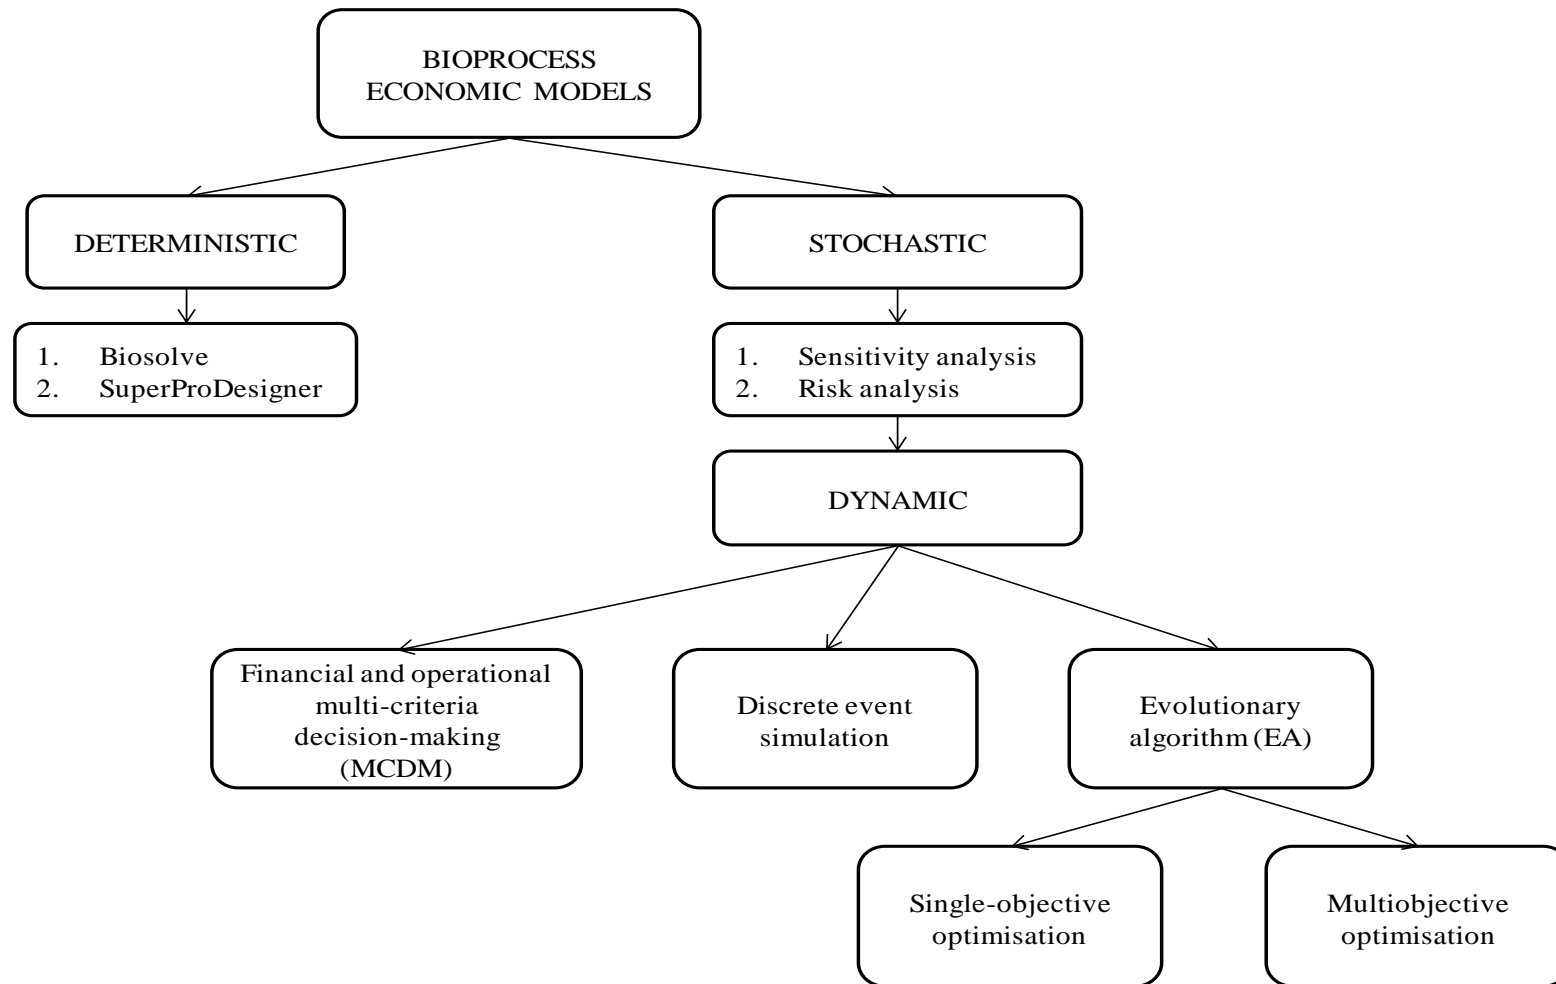 BIOPROCESS
ECONOMIC MODELS
DETERMINISTIC
STOCHASTIC
1. Biosolve
2. SuperProDesigner
1. Sensitivity analysis
2. Risk analysis
DYNAMIC
Financial and operational
multi-criteria
decision-making
(MCDM)
Discrete event
simulation
Evolutionary
algorithm (EA)
Single-objective
optimisation
Multiobjective
optimisation